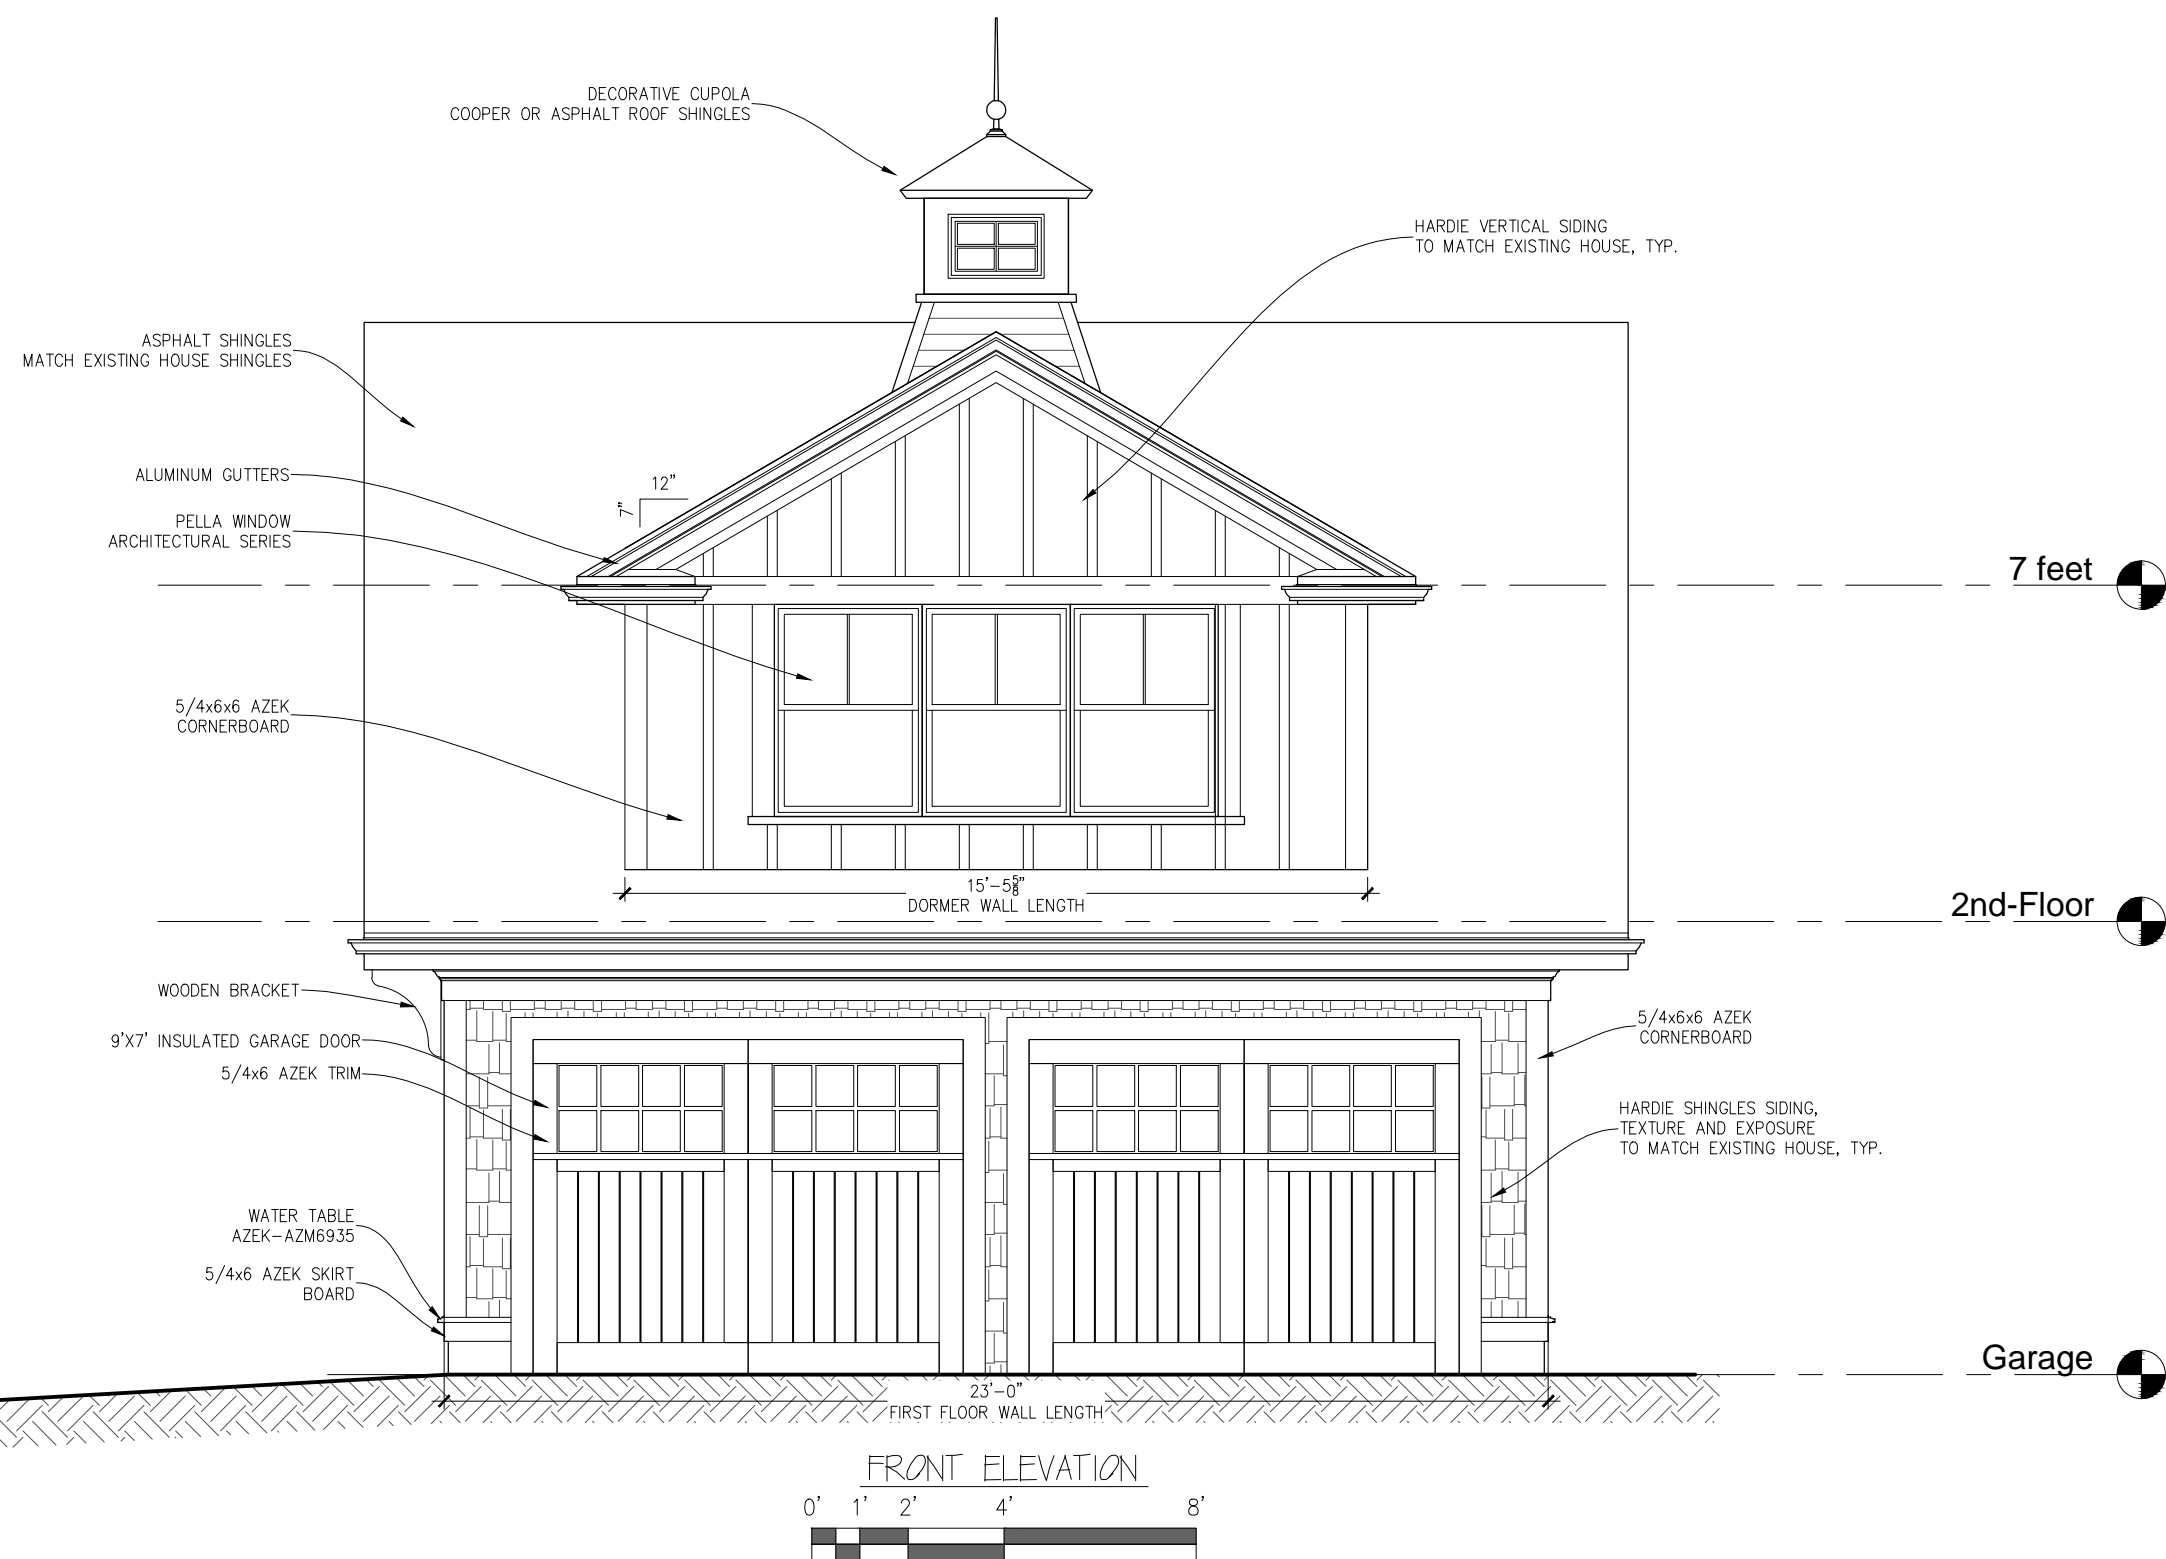 DECORATIVE CUPOLA
COOPER OR ASPHALT ROOF SHINGLES
HARDIE VERTICAL SIDING
TO MATCH EXISTING HOUSE, TYP.
ASPHALT SHINGLES
MATCH EXISTING HOUSE SHINGLES
ALUMINUM GUTTERS
12"
7"
PELLA WINDOW
ARCHITECTURAL SERIES
7 feet
5/4x6x6 AZEK
CORNERBOARD
15'-5 5/8"
DORMER WALL LENGTH
2nd-Floor
WOODEN BRACKET
9'X7' INSULATED GARAGE DOOR
5/4x6 AZEK TRIM
5/4x6x6 AZEK
CORNERBOARD
HARDIE SHINGLES SIDING,
TEXTURE AND EXPOSURE
TO MATCH EXISTING HOUSE, TYP.
WATER TABLE
AZEK-AZM6935
5/4x6 AZEK SKIRT
BOARD
Garage
23'-0"
FIRST FLOOR WALL LENGTH
FRONT ELEVATION
0' 1' 2' 4' 8'